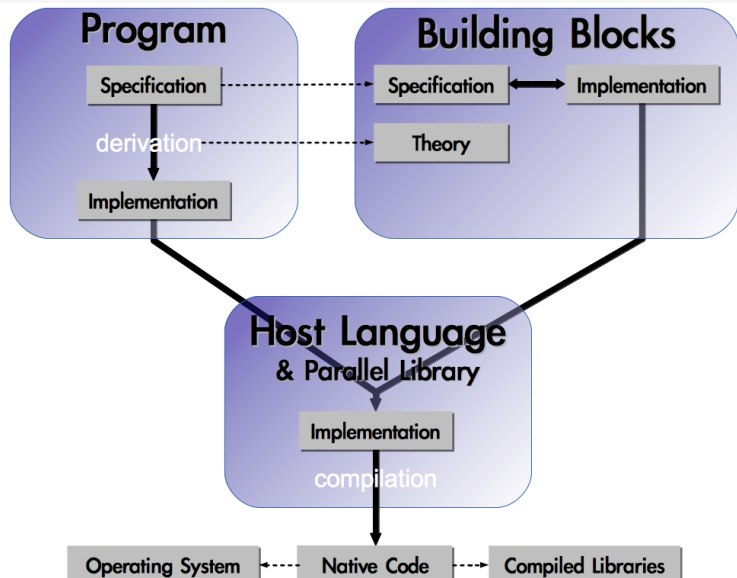 Program
Building Blocks
Specification
Specification
Implementation
derivation
Theory
Implementation
Host Language
& Parallel Library
Implementation
compilation
Operating System
Native Code
Compiled Libraries